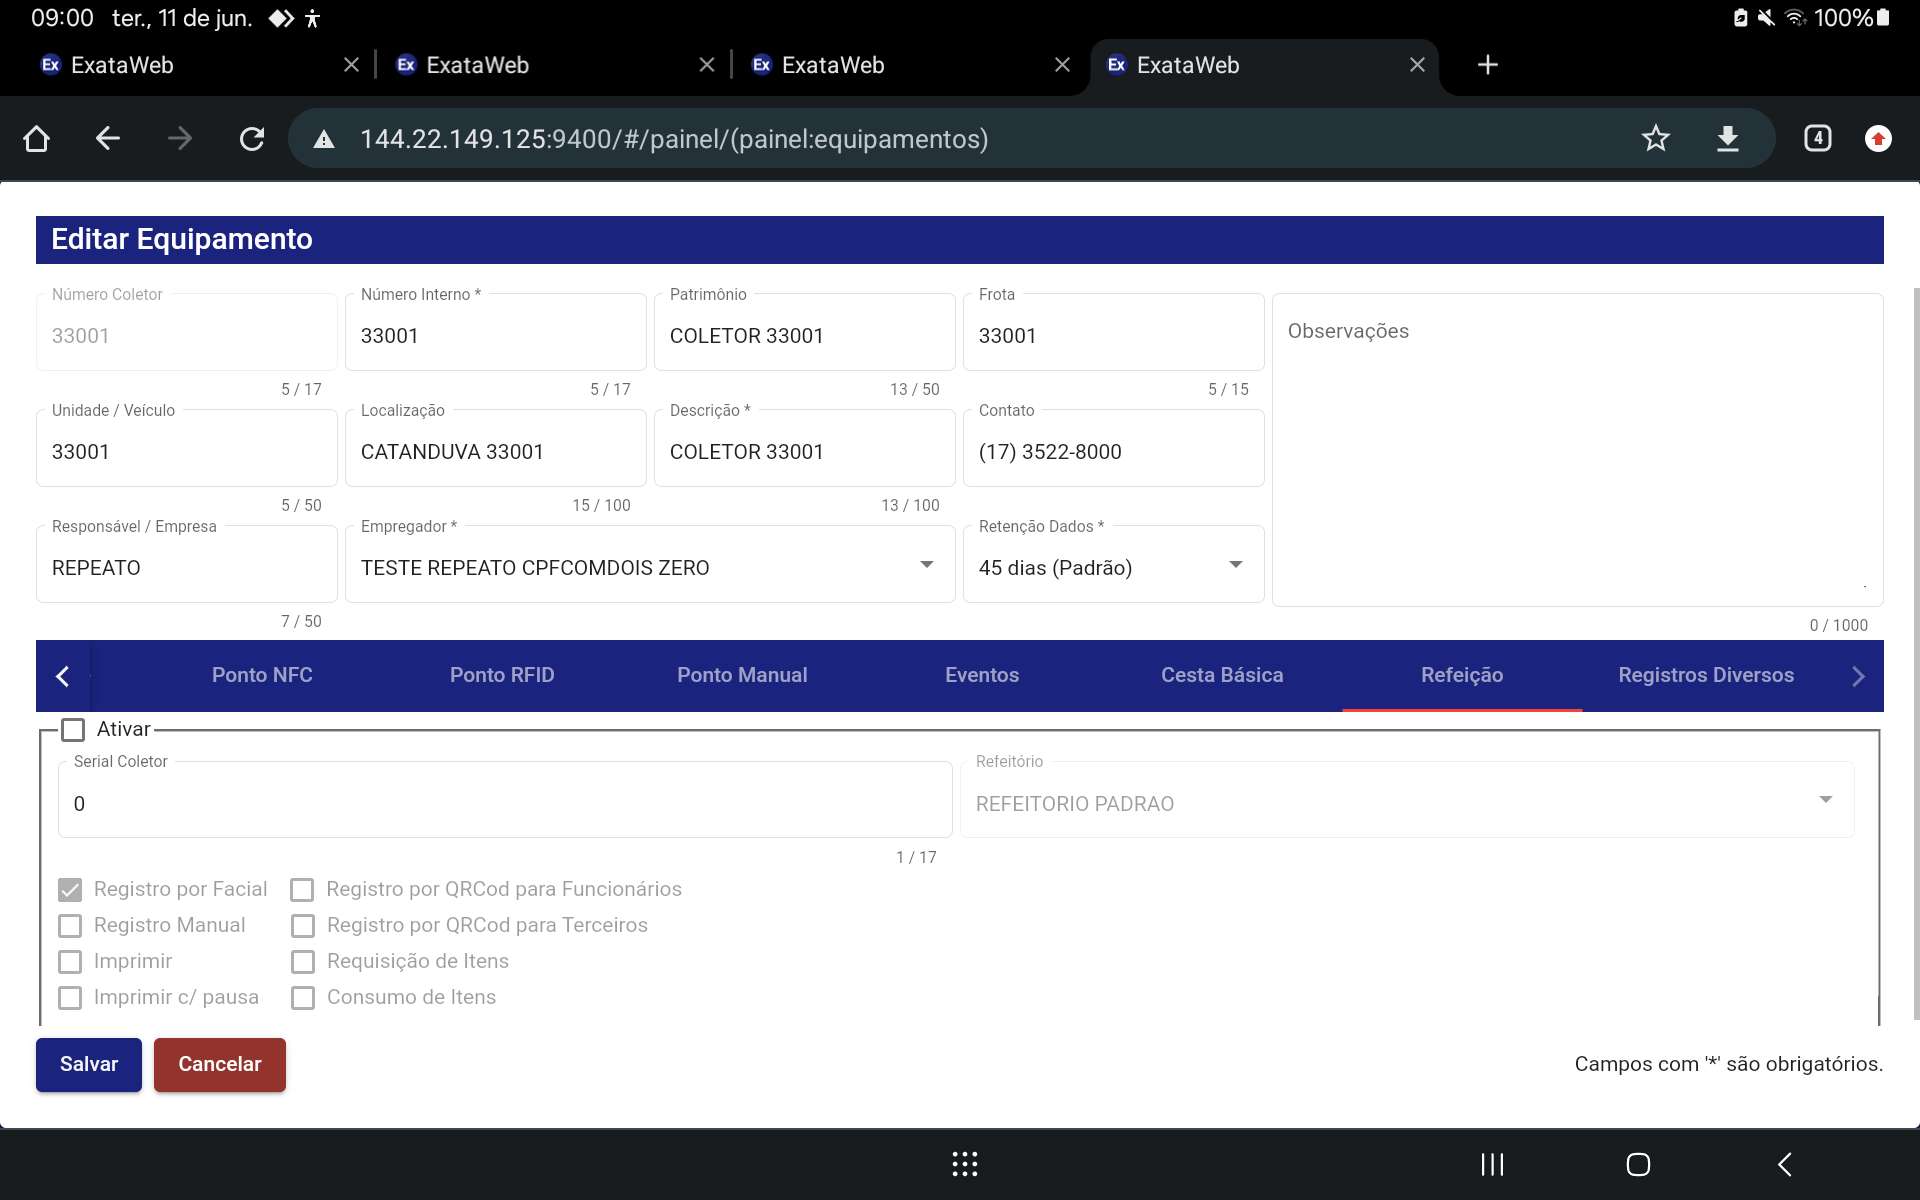 09:00 ter., 11 de jun. 100%
Ex ExataWeb Ex ExataWeb Ex ExataWeb Ex ExataWeb
144.22.149.125:9400/#/painel/(painel:equipamentos) 4
Editar Equipamento
Número Coletor Número Interno * Patrimônio Frota
33001 33001 COLETOR 33001 33001 Observações
5 / 17 5 / 17 13 / 50 5 / 15
Unidade / Veículo Localização Descrição * Contato
33001 CATANDUVA 33001 COLETOR 33001 (17) 3522-8000
5 / 50 15 / 100 13 / 100
Responsável / Empresa Empregador * Retenção Dados *
REPEATO TESTE REPEATO CPFCOMDOIS ZERO 45 dias (Padrão)
7 / 50 0 / 1000
Ponto NFC Ponto RFID Ponto Manual Eventos Cesta Básica Refeição Registros Diversos
Ativar
Serial Coletor Refeitório
0 REFEITORIO PADRAO
1 / 17
Registro por Facial Registro por QRCod para Funcionários
Registro Manual Registro por QRCod para Terceiros
Imprimir Requisição de Itens
Imprimir c/ pausa Consumo de Itens
Salvar Cancelar Campos com '*' são obrigatórios.